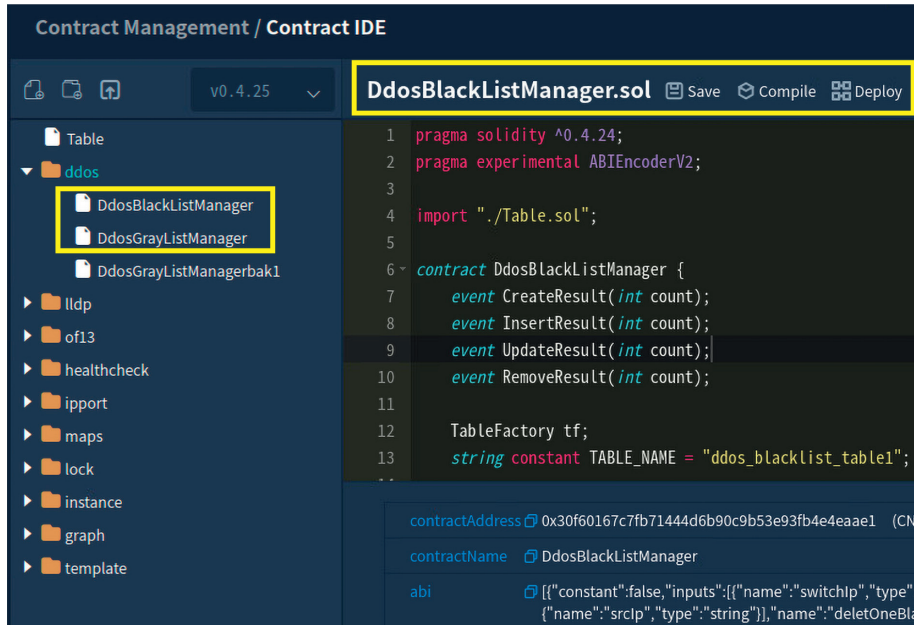 Contract Management / Contract IDE
v0.4.25
DdosBlackListManager.sol Save Compile Deploy
Table
ddos
DdosBlackListManager
DdosGrayListManager
DdosGrayListManagerbak1
lldp
of13
healthcheck
ipport
maps
lock
instance
graph
template
1 pragma solidity ^0.4.24;
2 pragma experimental ABIEncoderV2;
3
4 import "./Table.sol";
5
6 contract DdosBlackListManager {
7 event CreateResult(int count);
8 event InsertResult(int count);
9 event UpdateResult(int count);
10 event RemoveResult(int count);
11
12 TableFactory tf;
13 string constant TABLE_NAME = "ddos_blacklist_table1";
contractAddress 0x30f60167c7fb71444d6b90c9b53e93fb4e4eaae1 (CN
contractName DdosBlackListManager
abi [{"constant":false,"inputs":[{"name":"switchIp","type"
{"name":"srcIp","type":"string"}],"name":"deletOneBla